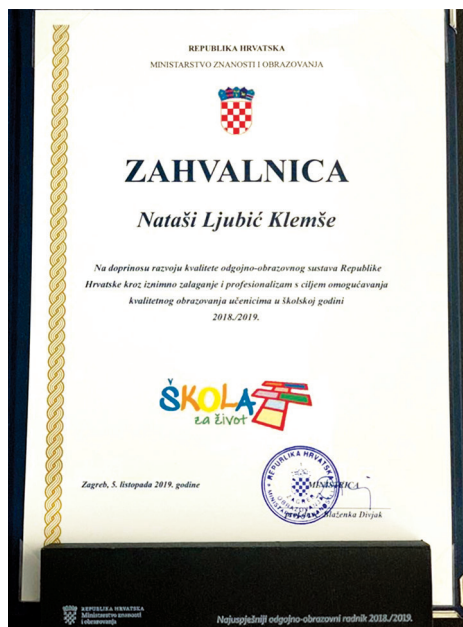 REPUBLIKA HRVATSKA
MINISTARSTVO ZNANOSTI I OBRAZOVANJA
ZAHVALNICA
Nataši Ljubić Klemše
Na doprinosu razvoju kvalitete odgojno-obrazovnog sustava Republike
Hrvatske kroz iznimno zalaganje i profesionalizam s ciljem omogućavanja
kvalitetnog obrazovanja učenicima u školskoj godini
2018./2019.
ŠKOLA
za život
Zagreb, 5. listopada 2019. godine
MINISTRICA
REPUBLIKA HRVATSKA
Blaženka Divjak
REPUBLIKA HRVATSKA
Ministarstvo znanosti
i obrazovanja
Najuspješniji odgojno-obrazovni radnik 2018./2019.